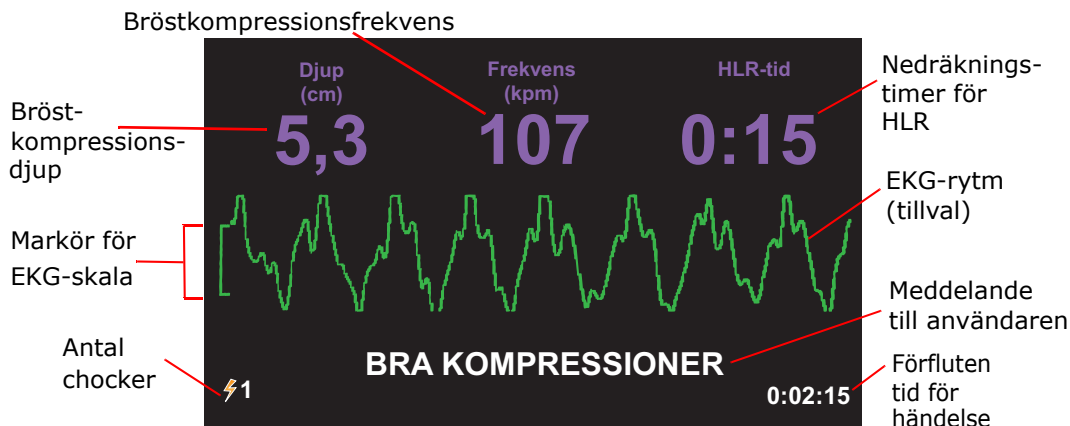 Bröstkompressionsfrekvens
Djup
(cm)
5,3
Frekvens
(kpm)
107
HLR-tid
0:15
Nedräknings-
timer för
HLR
Bröst-
kompressions-
djup
EKG-rytm
(tillval)
Markör för
EKG-skala
Meddelande
till användaren
BRA KOMPRESSIONER
Antal
chocker
1
0:02:15
Förfluten
tid för
händelse